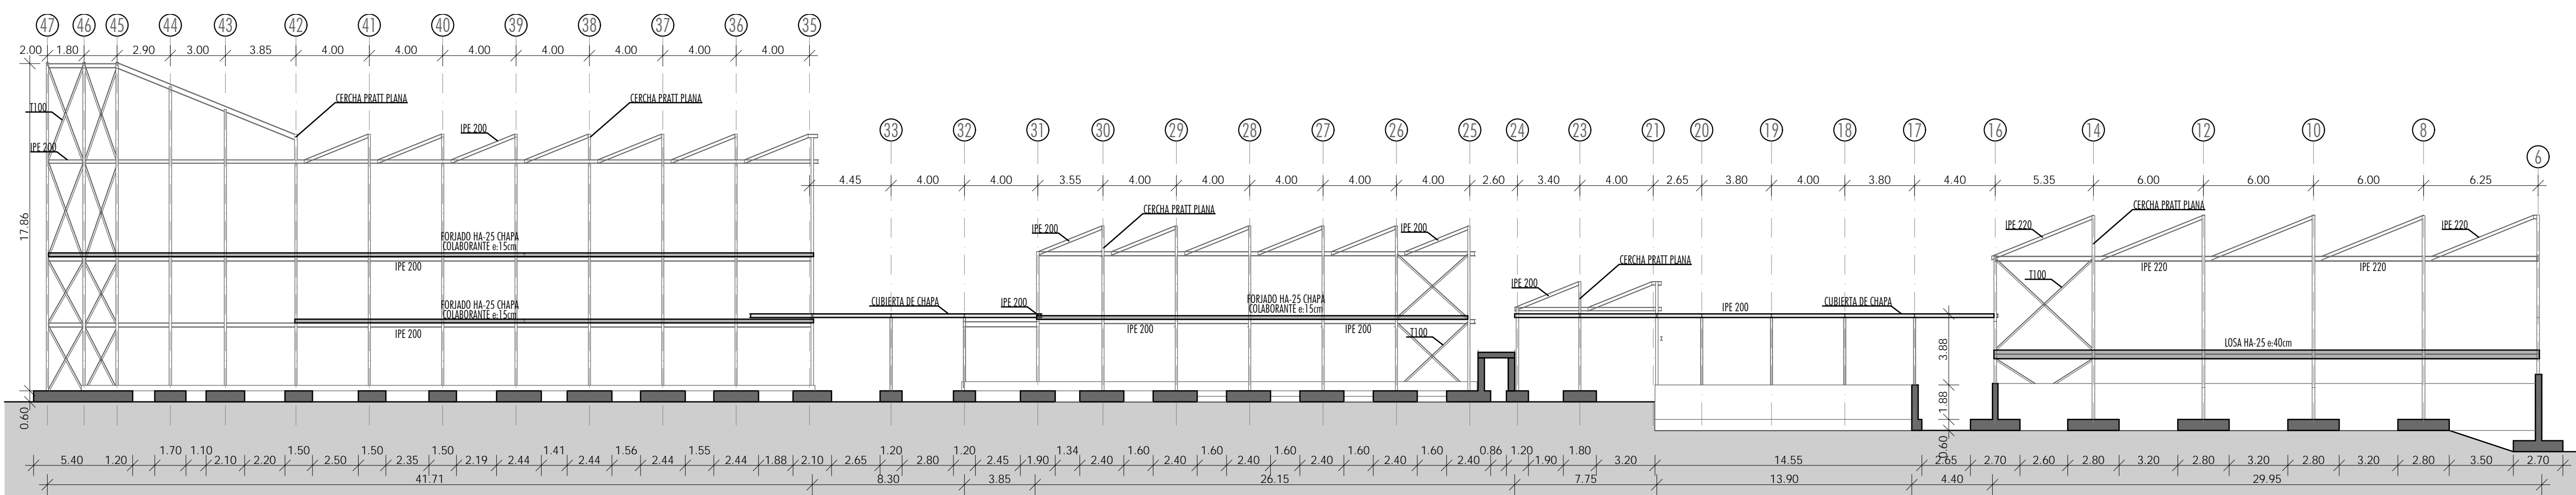 47 46 45 44 43 42 41 40 39 38 37 36 35
2.00 1.80 2.90 3.00 3.85 4.00 4.00 4.00 4.00 4.00 4.00 4.00
CERCHA PRATT PLANA CERCHA PRATT PLANA
T100
IPE 200
IPE 200
33 32 31 30 29 28 27 26 25 24 23 21 20 19 18 17 16 14 12 10 8
6
4.45 4.00 4.00 3.55 4.00 4.00 4.00 4.00 4.00 2.60 3.40 4.00 2.65 3.80 4.00 3.80 4.40 5.35 6.00 6.00 6.00 6.25
17.86
CERCHA PRATT PLANA
CERCHA PRATT PLANA
IPE 200
IPE 200
IPE 220
IPE 220
FORJADO HA-25 CHAPA
COLABORANTE e:15cm
IPE 200
CERCHA PRATT PLANA
IPE 220
IPE 220
T100
IPE 200
FORJADO HA-25 CHAPA
COLABORANTE e:15cm
IPE 200
CUBIERTA DE CHAPA
IPE 200
FORJADO HA-25 CHAPA
COLABORANTE e:15cm
IPE 200
IPE 200
T100
IPE 200
CUBIERTA DE CHAPA
3.88
LOSA HA-25 e:40cm
1.88
0.60
0.60
1.70 1.10 1.50 1.50 1.50 1.41 1.56 1.55 1.20 1.20 1.34 1.60 1.60 1.60 1.60 1.60 0.86 1.20 1.80
5.40 1.20 2.10 2.20 2.50 2.35 2.19 2.44 2.44 2.44 2.44 1.88 2.10 2.65 2.80 2.45 1.90 2.40 2.40 2.40 2.40 2.40 2.40 1.90 3.20 14.55 2.65 2.70 2.60 2.80 3.20 2.80 3.20 2.80 3.20 2.80 3.50 2.70
41.71 8.30 3.85 26.15 7.75 13.90 4.40 29.95